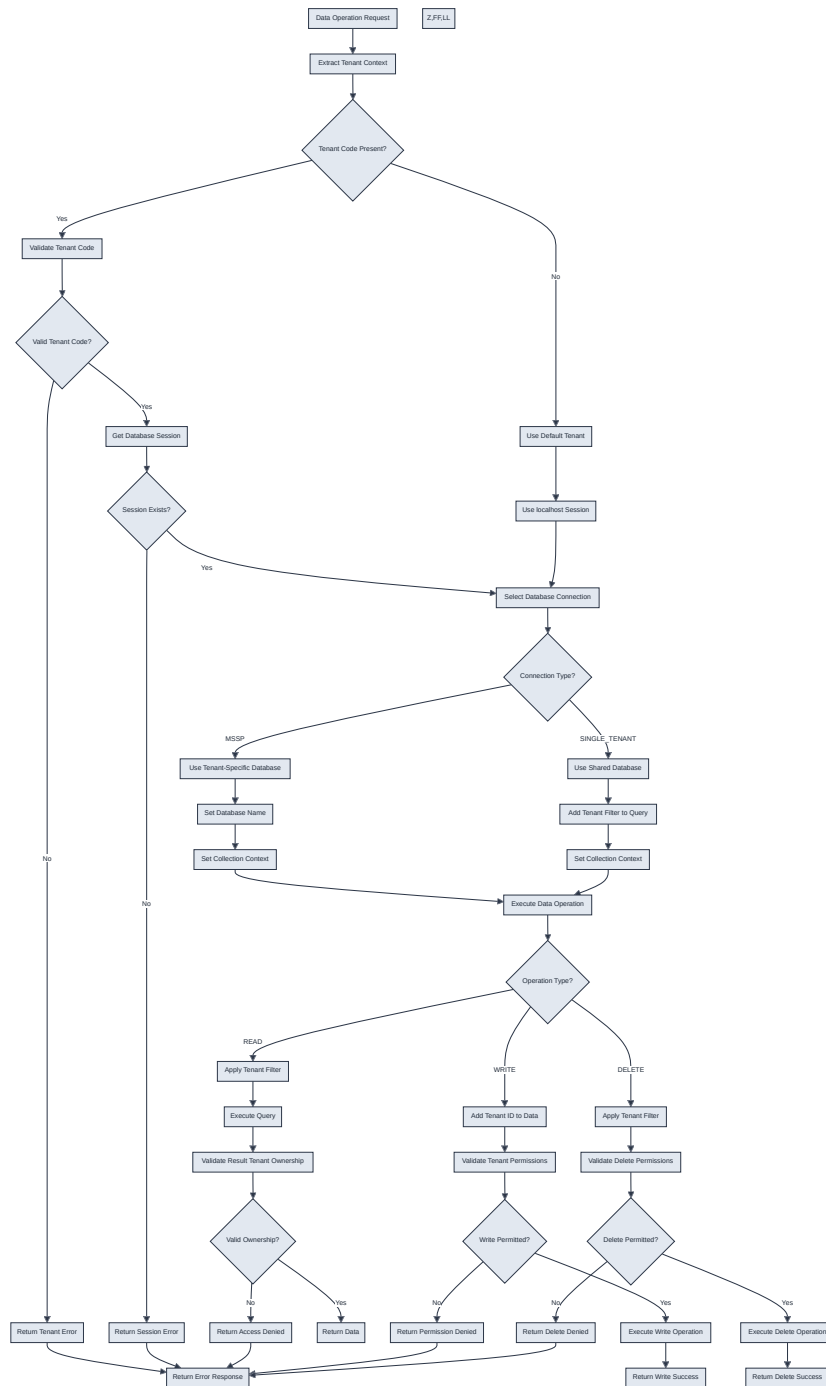 Data Operation Request
Z,FF,LL
Extract Tenant Context
Tenant Code Present?
Yes
Validate Tenant Code
No
Valid Tenant Code?
Yes
Get Database Session
Use Default Tenant
Session Exists?
Use localhost Session
Yes
Select Database Connection
Connection Type?
MSSP
SINGLE_TENANT
Use Tenant-Specific Database
Use Shared Database
Set Database Name
Add Tenant Filter to Query
No
Set Collection Context
Set Collection Context
No
Execute Data Operation
Operation Type?
READ
WRITE
DELETE
Apply Tenant Filter
Execute Query
Add Tenant ID to Data
Apply Tenant Filter
Validate Result Tenant Ownership
Validate Tenant Permissions
Validate Delete Permissions
Valid Ownership?
Write Permitted?
Delete Permitted?
No
Yes
No
No
Yes
Yes
Return Tenant Error
Return Session Error
Return Access Denied
Return Data
Return Permission Denied
Return Delete Denied
Execute Write Operation
Execute Delete Operation
Return Error Response
Return Write Success
Return Delete Success